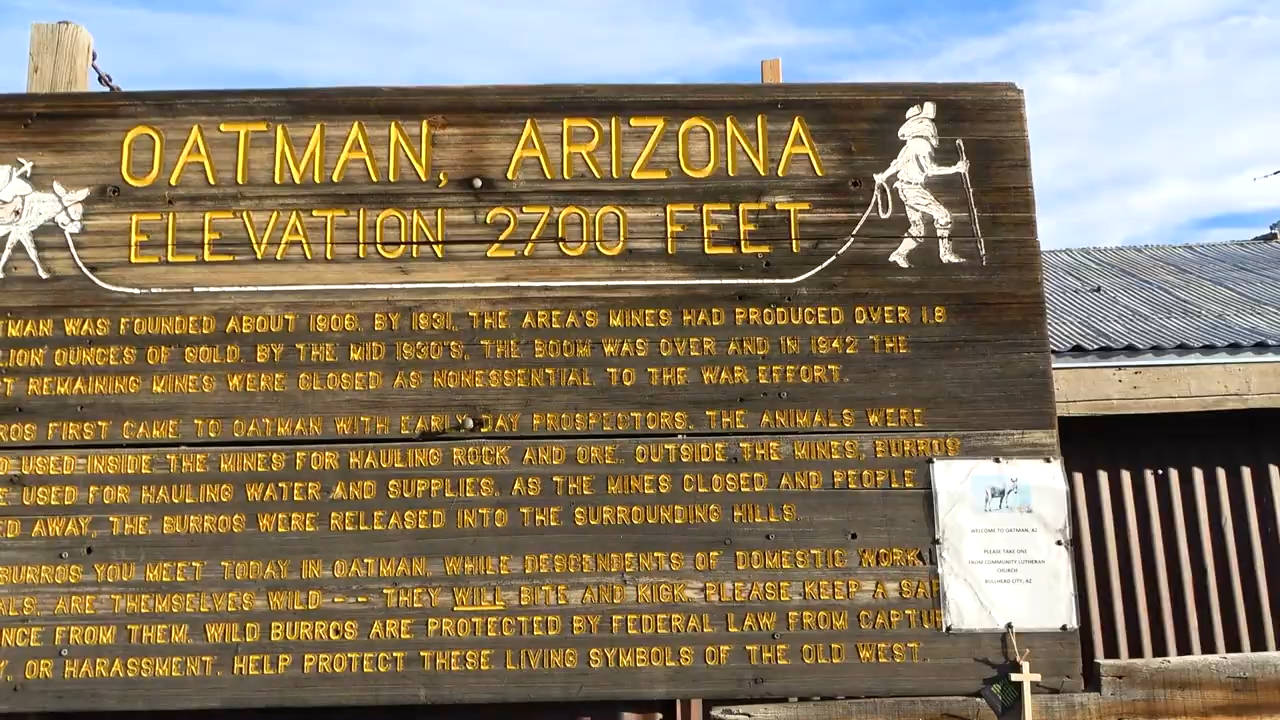 OATMAN, ARIZONA
ELEVATION 2700 FEET
TMAN WAS FOUNDED ABOUT 1906. BY 1931, THE AREA'S MINES HAD PRODUCED OVER 1.8
LION OUNCES OF GOLD. BY THE MID 1930'S, THE BOOM WAS OVER AND IN 1942 THE
T REMAINING MINES WERE CLOSED AS NONESSENTIAL TO THE WAR EFFORT.
ROS FIRST CAME TO OATMAN WITH EARLY DAY PROSPECTORS. THE ANIMALS WERE
O USED INSIDE THE MINES FOR HAULING ROCK AND ORE. OUTSIDE THE MINES, BURROS
E USED FOR HAULING WATER AND SUPPLIES. AS THE MINES CLOSED AND PEOPLE
ED AWAY, THE BURROS WERE RELEASED INTO THE SURROUNDING HILLS.
BURROS YOU MEET TODAY IN OATMAN, WHILE DESCENDENTS OF DOMESTIC WORK
ALS, ARE THEMSELVES WILD -- THEY WILL BITE AND KICK. PLEASE KEEP A SAF
NCE FROM THEM. WILD BURROS ARE PROTECTED BY FEDERAL LAW FROM CAPTU
Y, OR HARASSMENT. HELP PROTECT THESE LIVING SYMBOLS OF THE OLD WEST.
WELCOME TO OATMAN, AZ
PLEASE TAKE ONE
FROM COMMUNITY LUTHERAN
CHURCH
BULLHEAD CITY, AZ